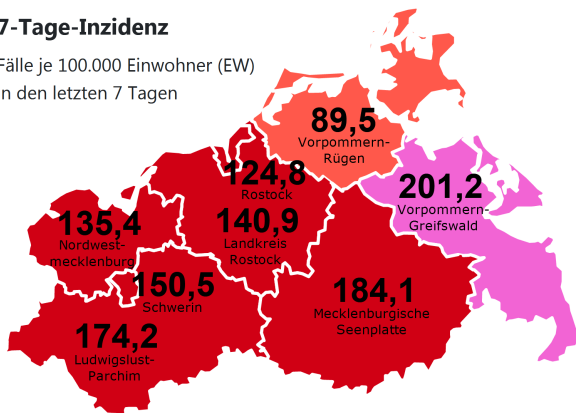 7-Tage-Inzidenz
Fälle je 100.000 Einwohner (EW)
in den letzten 7 Tagen
89,5
Vorpommern-
Rügen
124,8
Rostock
201,2
Vorpommern-
Greifswald
135,4
Nordwest-
mecklenburg
140,9
Landkreis
Rostock
150,5
Schwerin
184,1
Mecklenburgische
Seenplatte
174,2
Ludwigslust-
Parchim